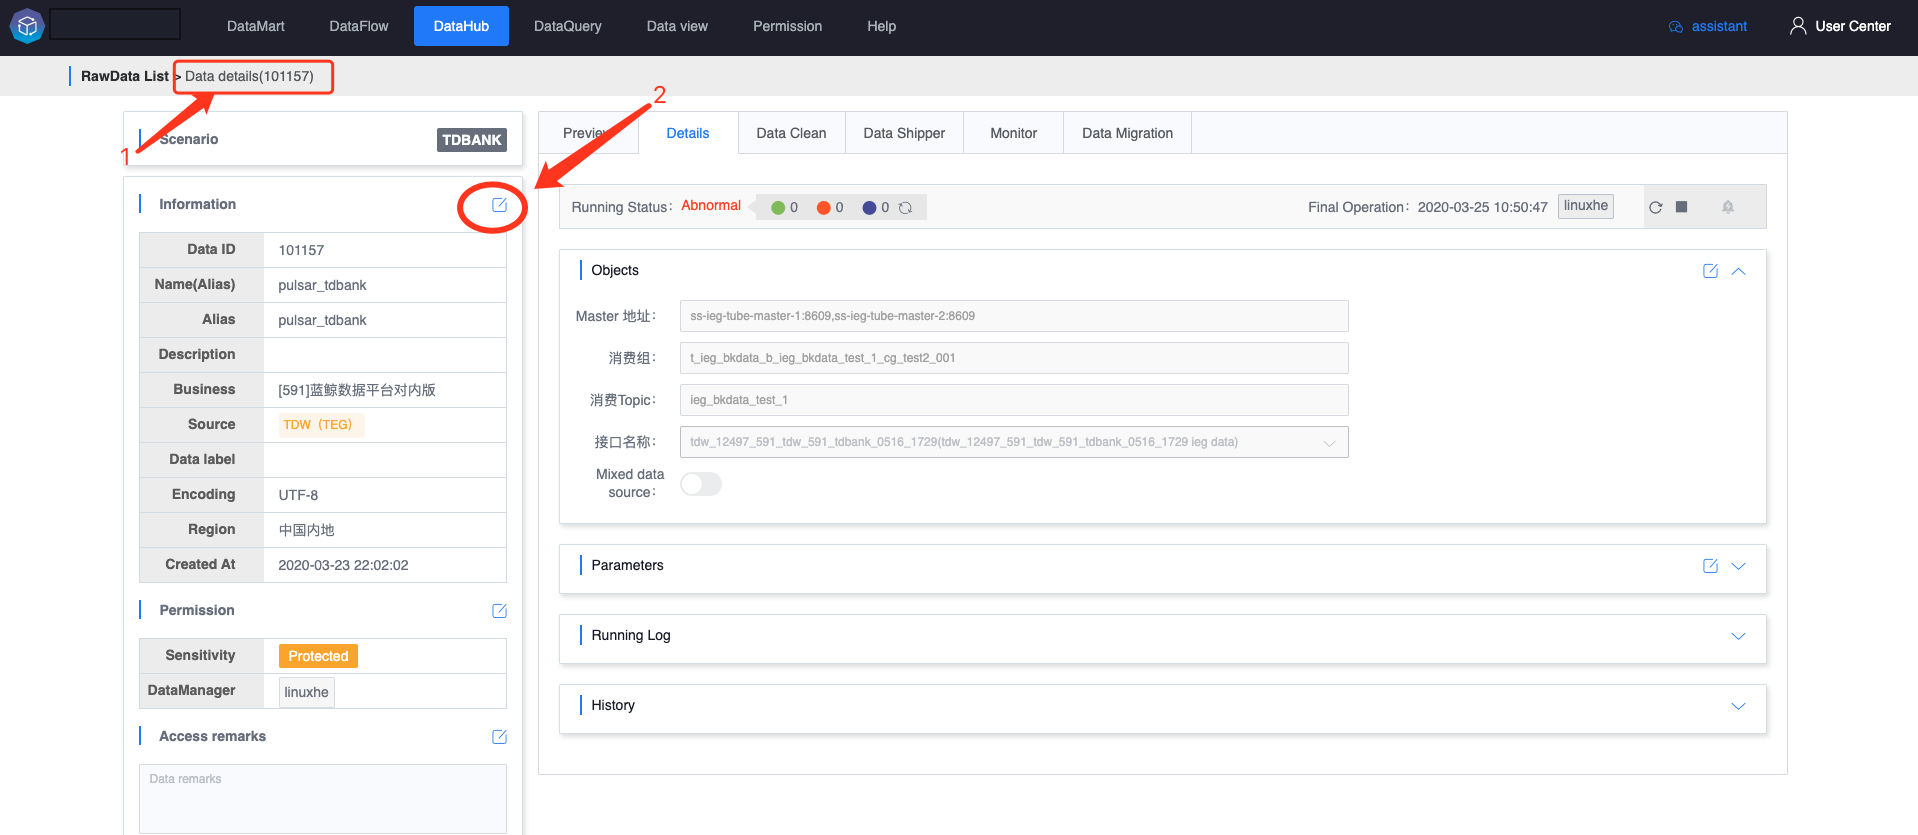 DataMart DataFlow DataHub DataQuery Data view Permission Help assistant User Center
RawData List > Data details(101157)
1
2
Scenario TDBANK
Information
Data ID 101157
Name(Alias) pulsar_tdbank
Alias pulsar_tdbank
Description
Business [591]蓝鲸数据平台对内版
Source TDW（TEG）
Data label
Encoding UTF-8
Region 中国内地
Created At 2020-03-23 22:02:02
Permission
Sensitivity Protected
DataManager linuxhe
Access remarks
Data remarks
Preview Details Data Clean Data Shipper Monitor Data Migration
Running Status： Abnormal 0 0 0 Final Operation： 2020-03-25 10:50:47 linuxhe
Objects
Master 地址： ss-ieg-tube-master-1:8609,ss-ieg-tube-master-2:8609
消费组： t_ieg_bkdata_b_ieg_bkdata_test_1_cg_test2_001
消费Topic： ieg_bkdata_test_1
接口名称： tdw_12497_591_tdw_591_tdbank_0516_1729(tdw_12497_591_tdw_591_tdbank_0516_1729 ieg data)
Mixed data
source：
Parameters
Running Log
History